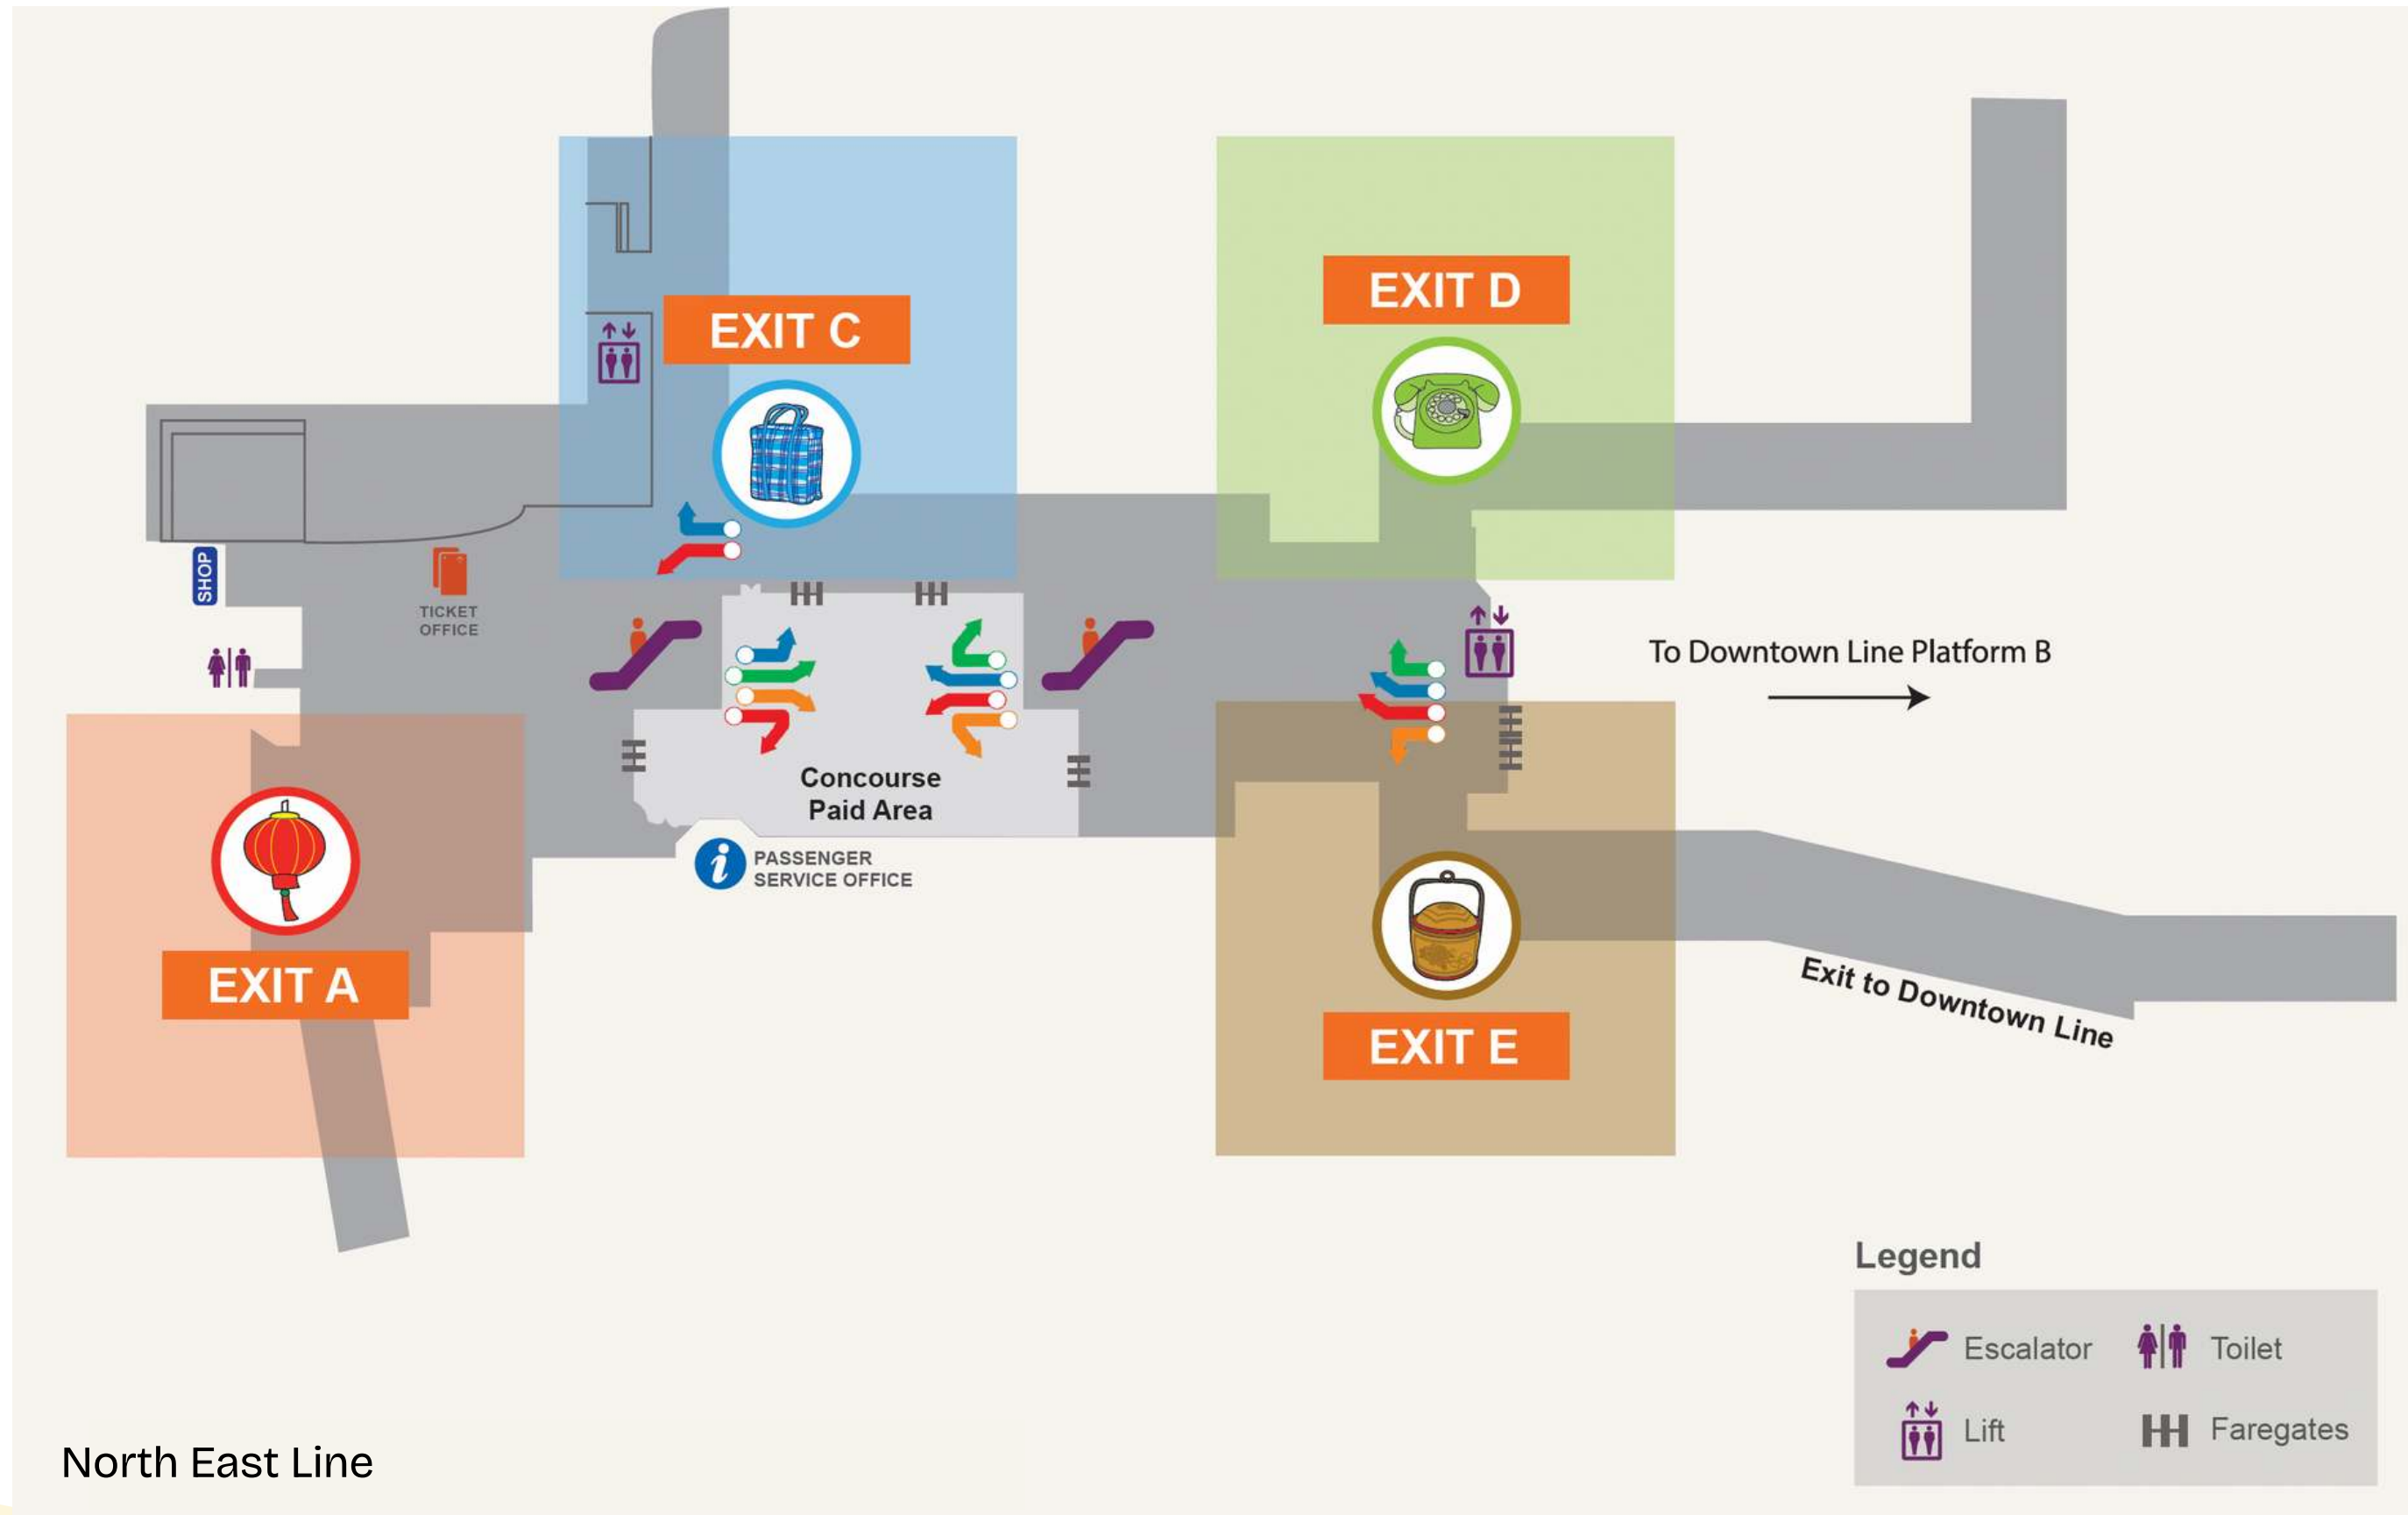 EXIT C
EXIT D
SHOP
TICKET
OFFICE
To Downtown Line Platform B
Concourse
Paid Area
i
PASSENGER
SERVICE OFFICE
EXIT A
EXIT E
Exit to Downtown Line
Legend
Escalator
Toilet
Lift
Faregates
North East Line